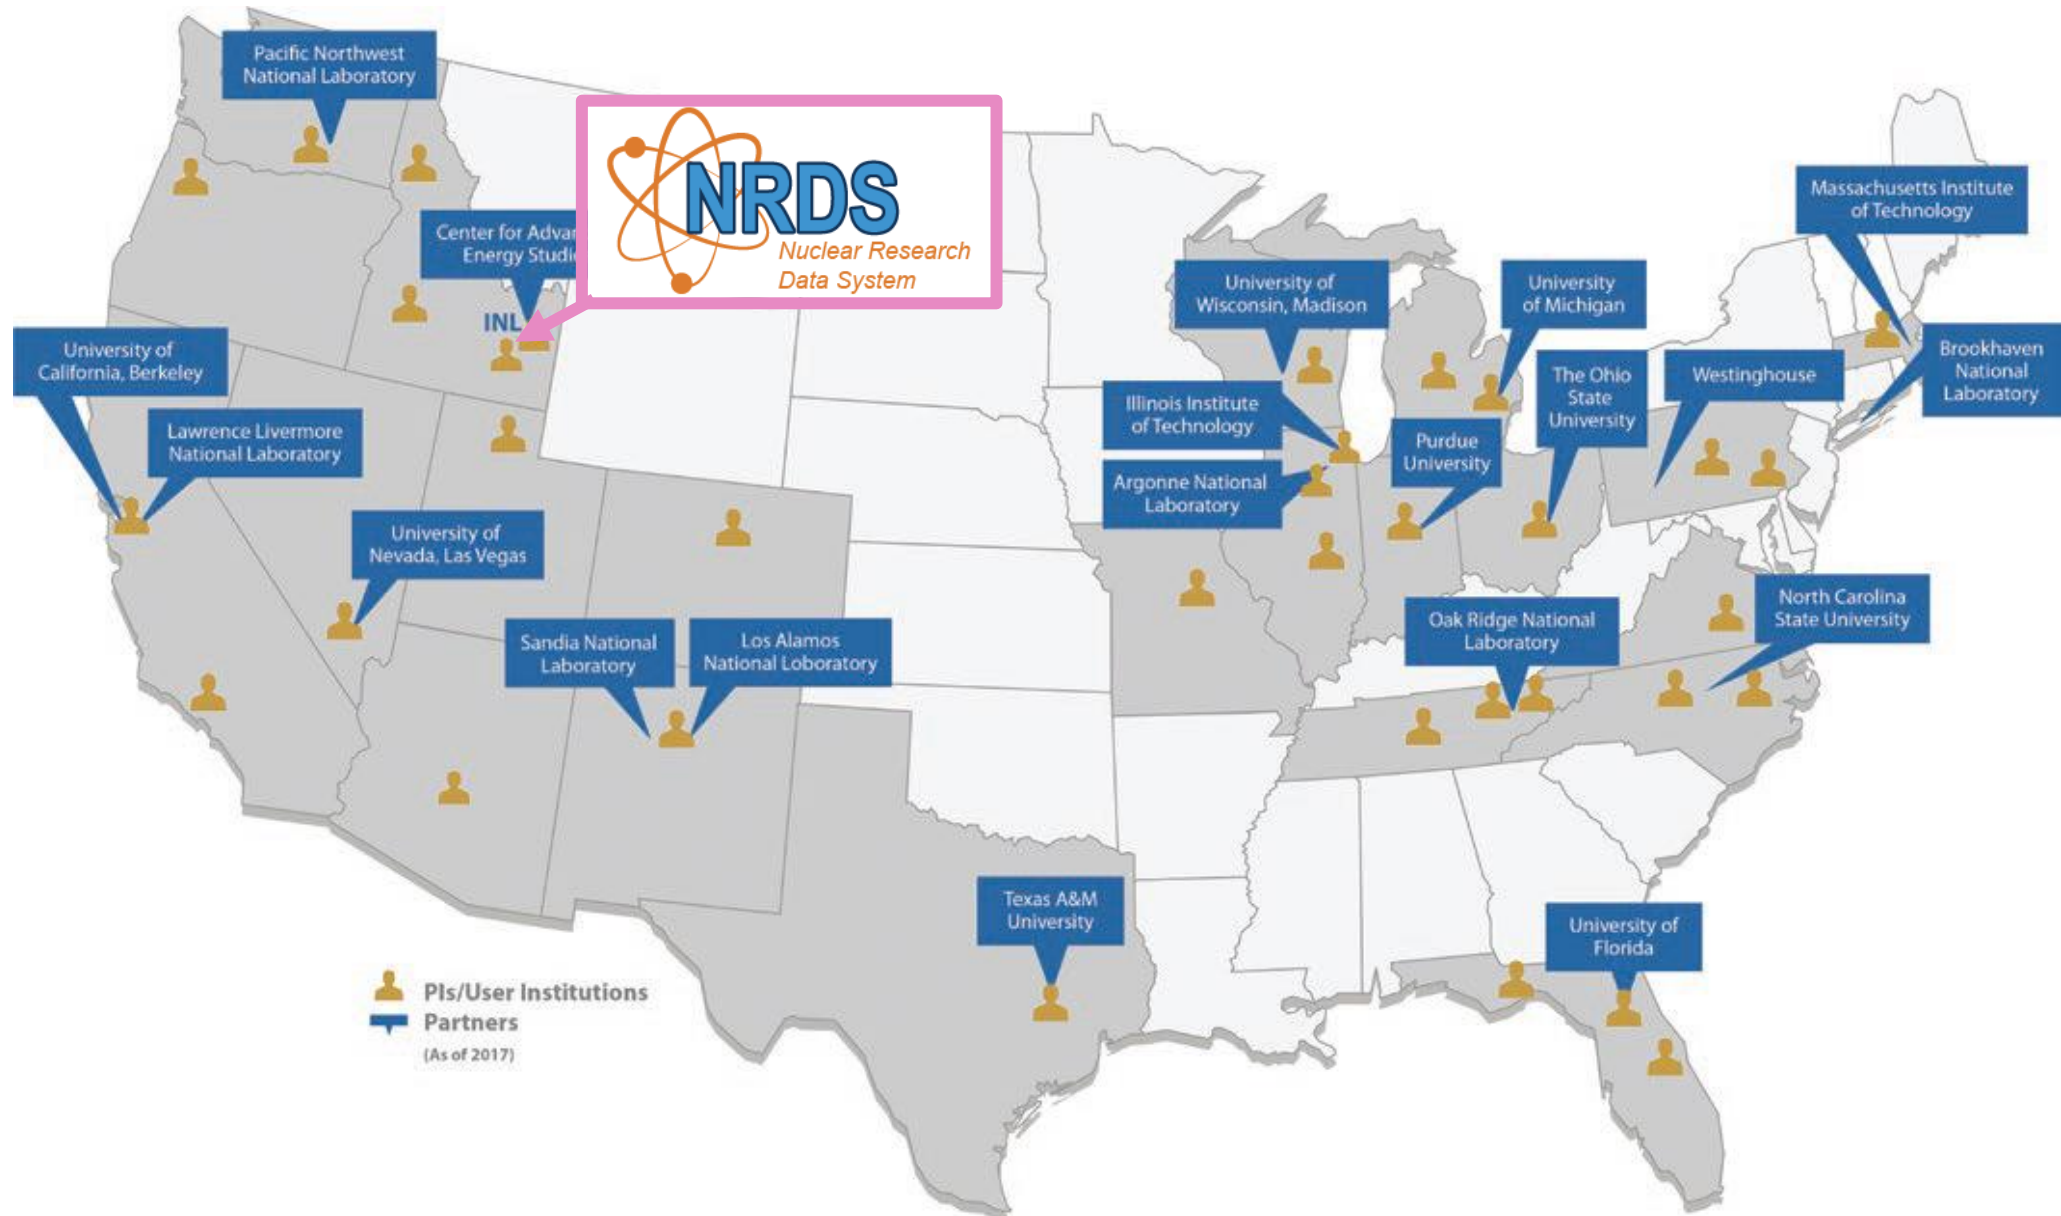 Pacific Northwest
National Laboratory
NRDS
Nuclear Research
Data System
Massachusetts Institute
of Technology
Center for
Energy
INL
University of
Wisconsin, Madison
University
of Michigan
University of
California, Berkeley
Brookhaven
National
Laboratory
The Ohio
State
University
Westinghouse
Illinois Institute
of Technology
Lawrence Livermore
National Laboratory
Purdue
University
Argonne National
Laboratory
University of
Nevada, Las Vegas
North Carolina
State University
Oak Ridge National
Laboratory
Sandia National
Laboratory
Los Alamos
National Loboratory
Texas A&M
University
University of
Florida
PIs/User Institutions
Partners
(As of 2017)